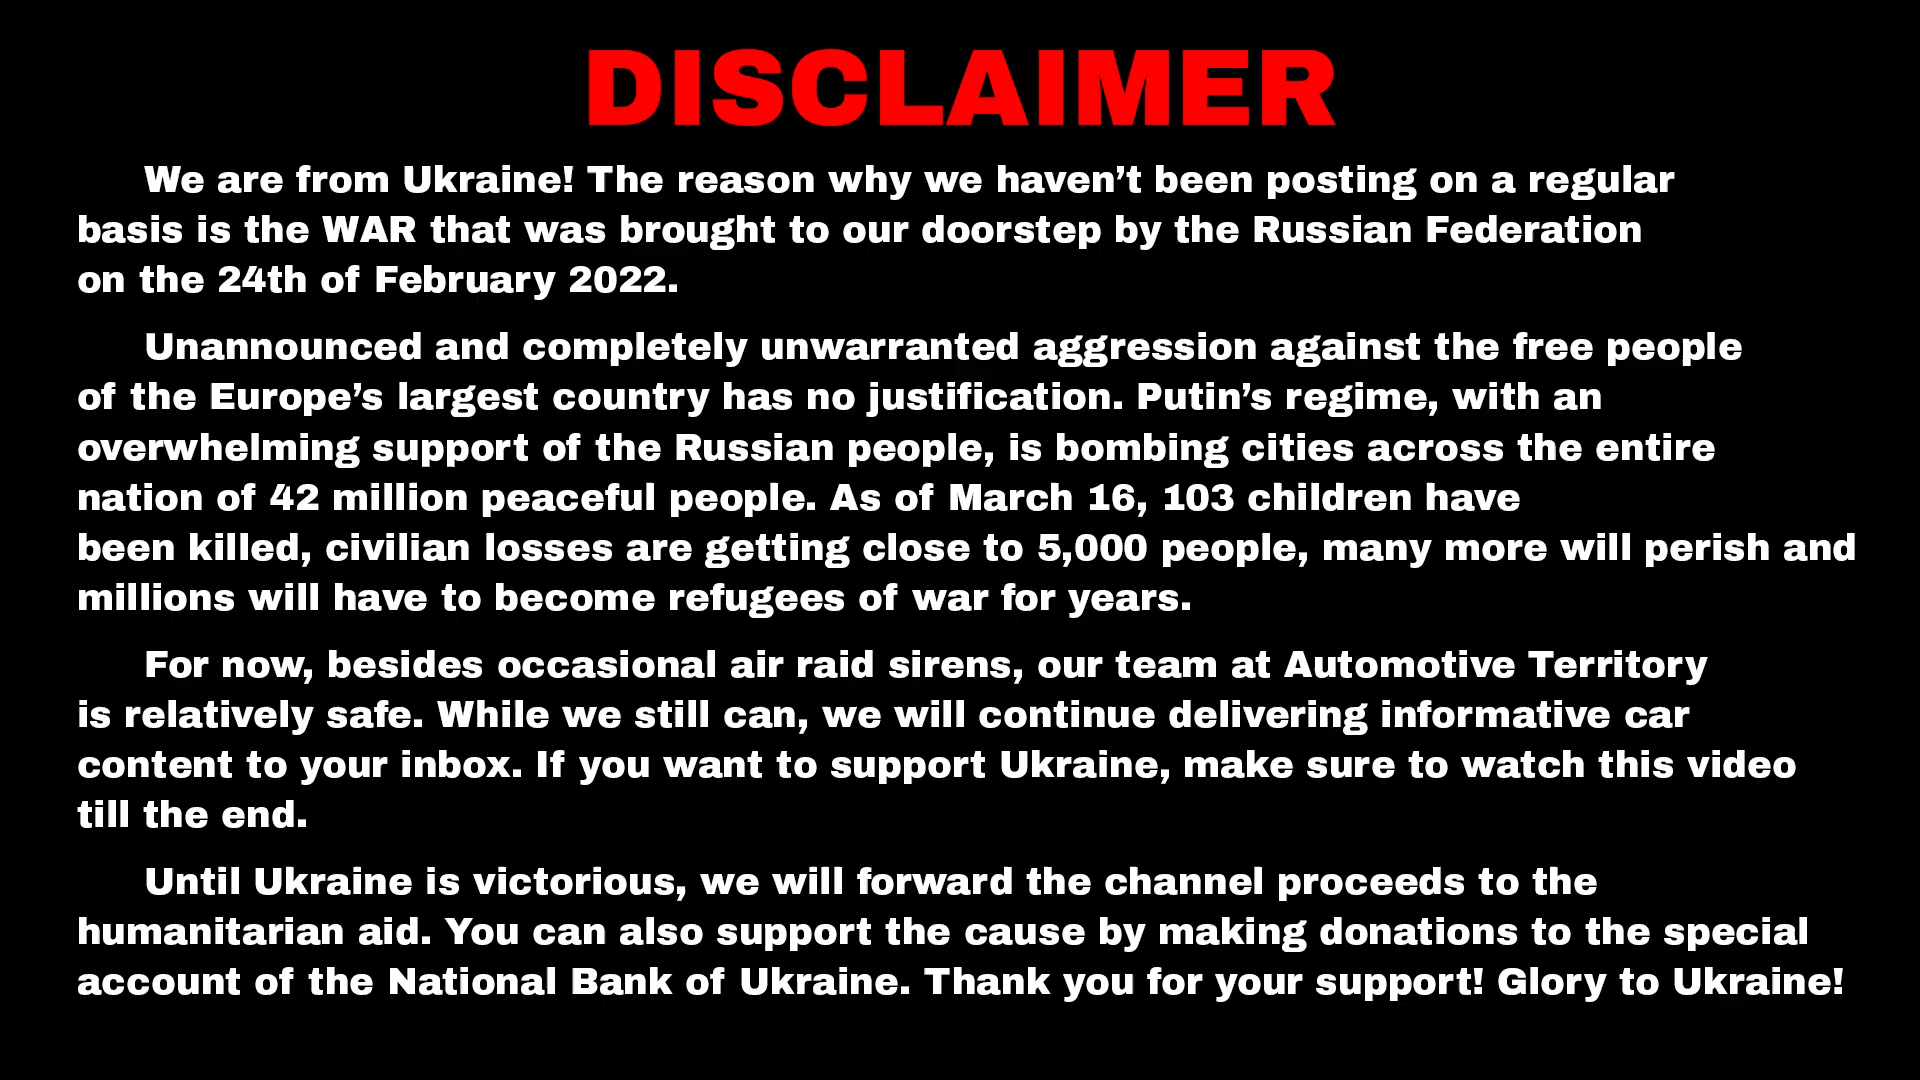 DISCLAIMER
We are from Ukraine! The reason why we haven’t been posting on a regular
basis is the WAR that was brought to our doorstep by the Russian Federation
on the 24th of February 2022.
Unannounced and completely unwarranted aggression against the free people
of the Europe’s largest country has no justification. Putin’s regime, with an
overwhelming support of the Russian people, is bombing cities across the entire
nation of 42 million peaceful people. As of March 16, 103 children have
been killed, civilian losses are getting close to 5,000 people, many more will perish and
millions will have to become refugees of war for years.
For now, besides occasional air raid sirens, our team at Automotive Territory
is relatively safe. While we still can, we will continue delivering informative car
content to your inbox. If you want to support Ukraine, make sure to watch this video
till the end.
Until Ukraine is victorious, we will forward the channel proceeds to the
humanitarian aid. You can also support the cause by making donations to the special
account of the National Bank of Ukraine. Thank you for your support! Glory to Ukraine!